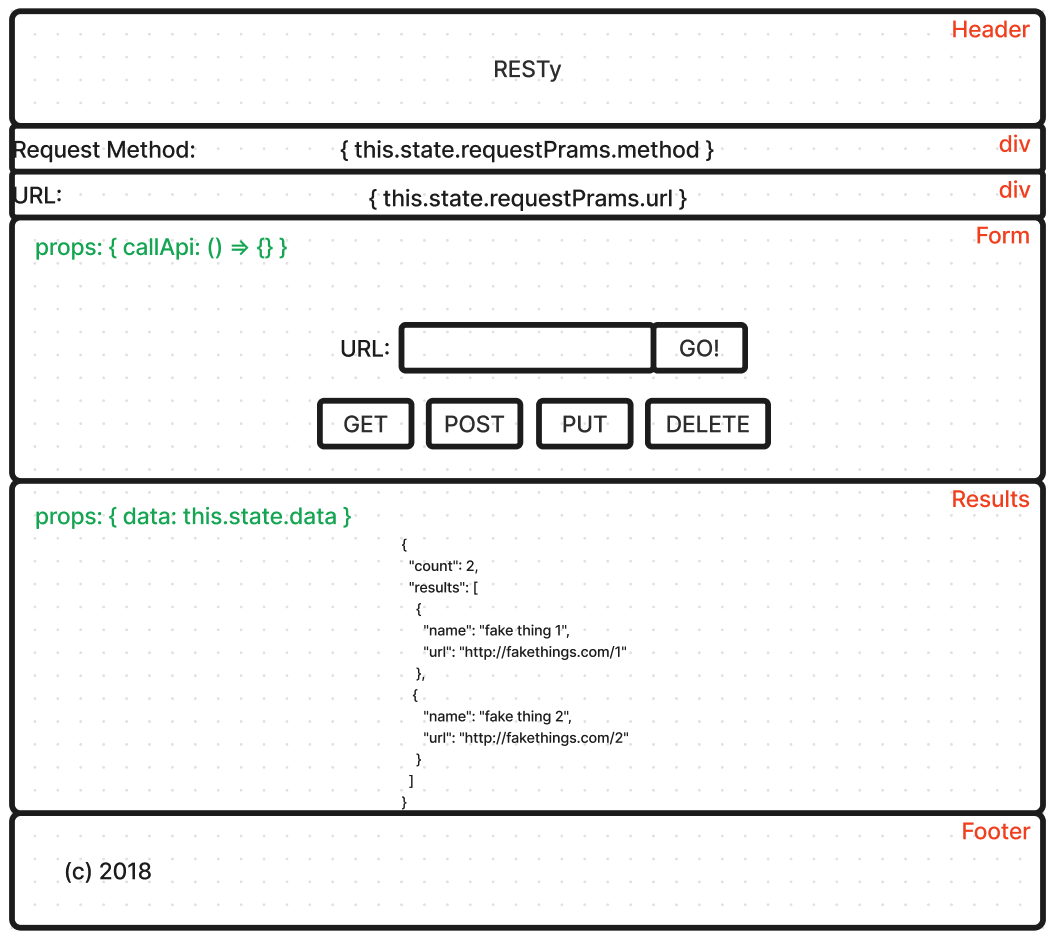 Header
RESTy
Request Method: { this.state.requestPrams.method } div
URL: { this.state.requestPrams.url } div
Form
props: { callApi: () => {} }
URL: GO!
GET POST PUT DELETE
Results
props: { data: this.state.data }
{
"count": 2,
"results": [
{
"name": "fake thing 1",
"url": "http://fakethings.com/1"
},
{
"name": "fake thing 2",
"url": "http://fakethings.com/2"
}
]
}
Footer
(c) 2018